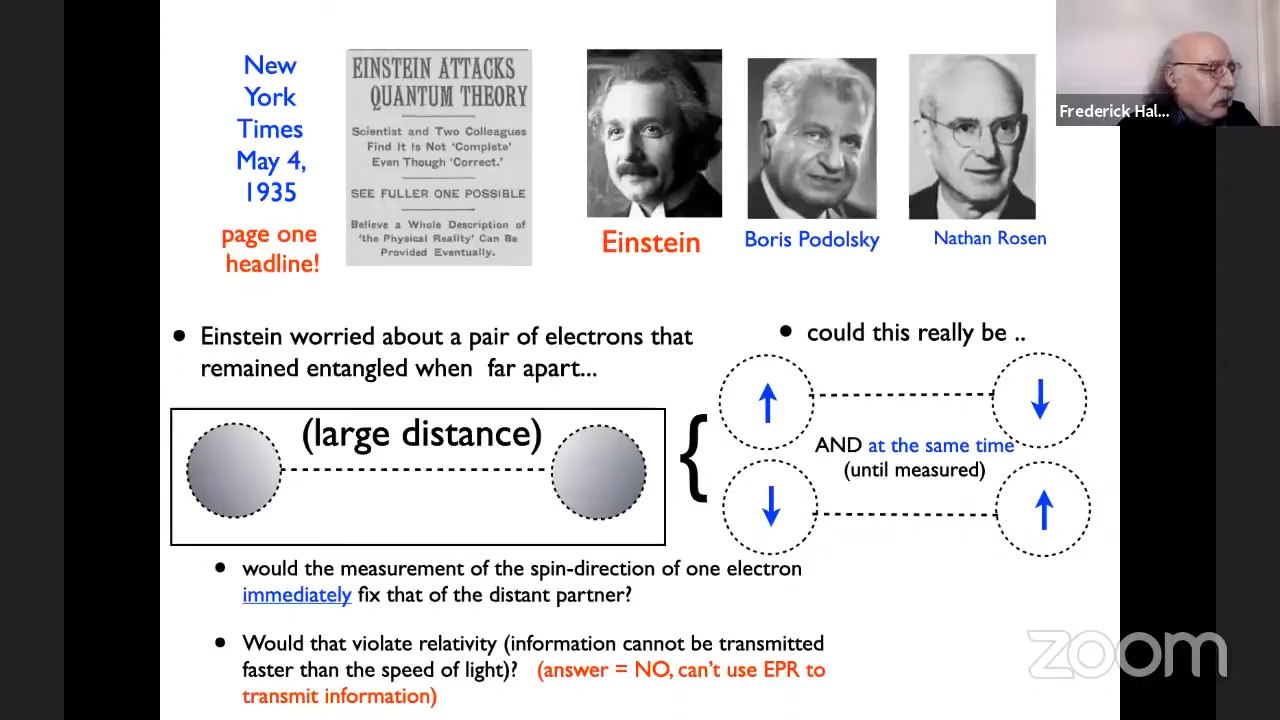 New
York
Times
May 4,
1935
page one
headline!
EINSTEIN ATTACKS
QUANTUM THEORY
Scientist and Two Colleagues
Find It Is Not 'Complete'
Even Though 'Correct.'
SEE FULLER ONE POSSIBLE
Believe a Whole Description of
'the Physical Reality' Can Be
Provided Eventually.
Einstein
Boris Podolsky
Nathan Rosen
Frederick Hal...
• Einstein worried about a pair of electrons that
remained entangled when far apart...
(large distance)
• could this really be ..
{
AND at the same time
(until measured)
• would the measurement of the spin-direction of one electron
immediately fix that of the distant partner?
• Would that violate relativity (information cannot be transmitted
faster than the speed of light)? (answer = NO, can't use EPR to
transmit information)
zoom